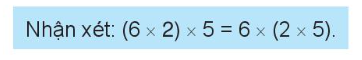 Nhận xét: (6 × 2) × 5 = 6 × (2 × 5).